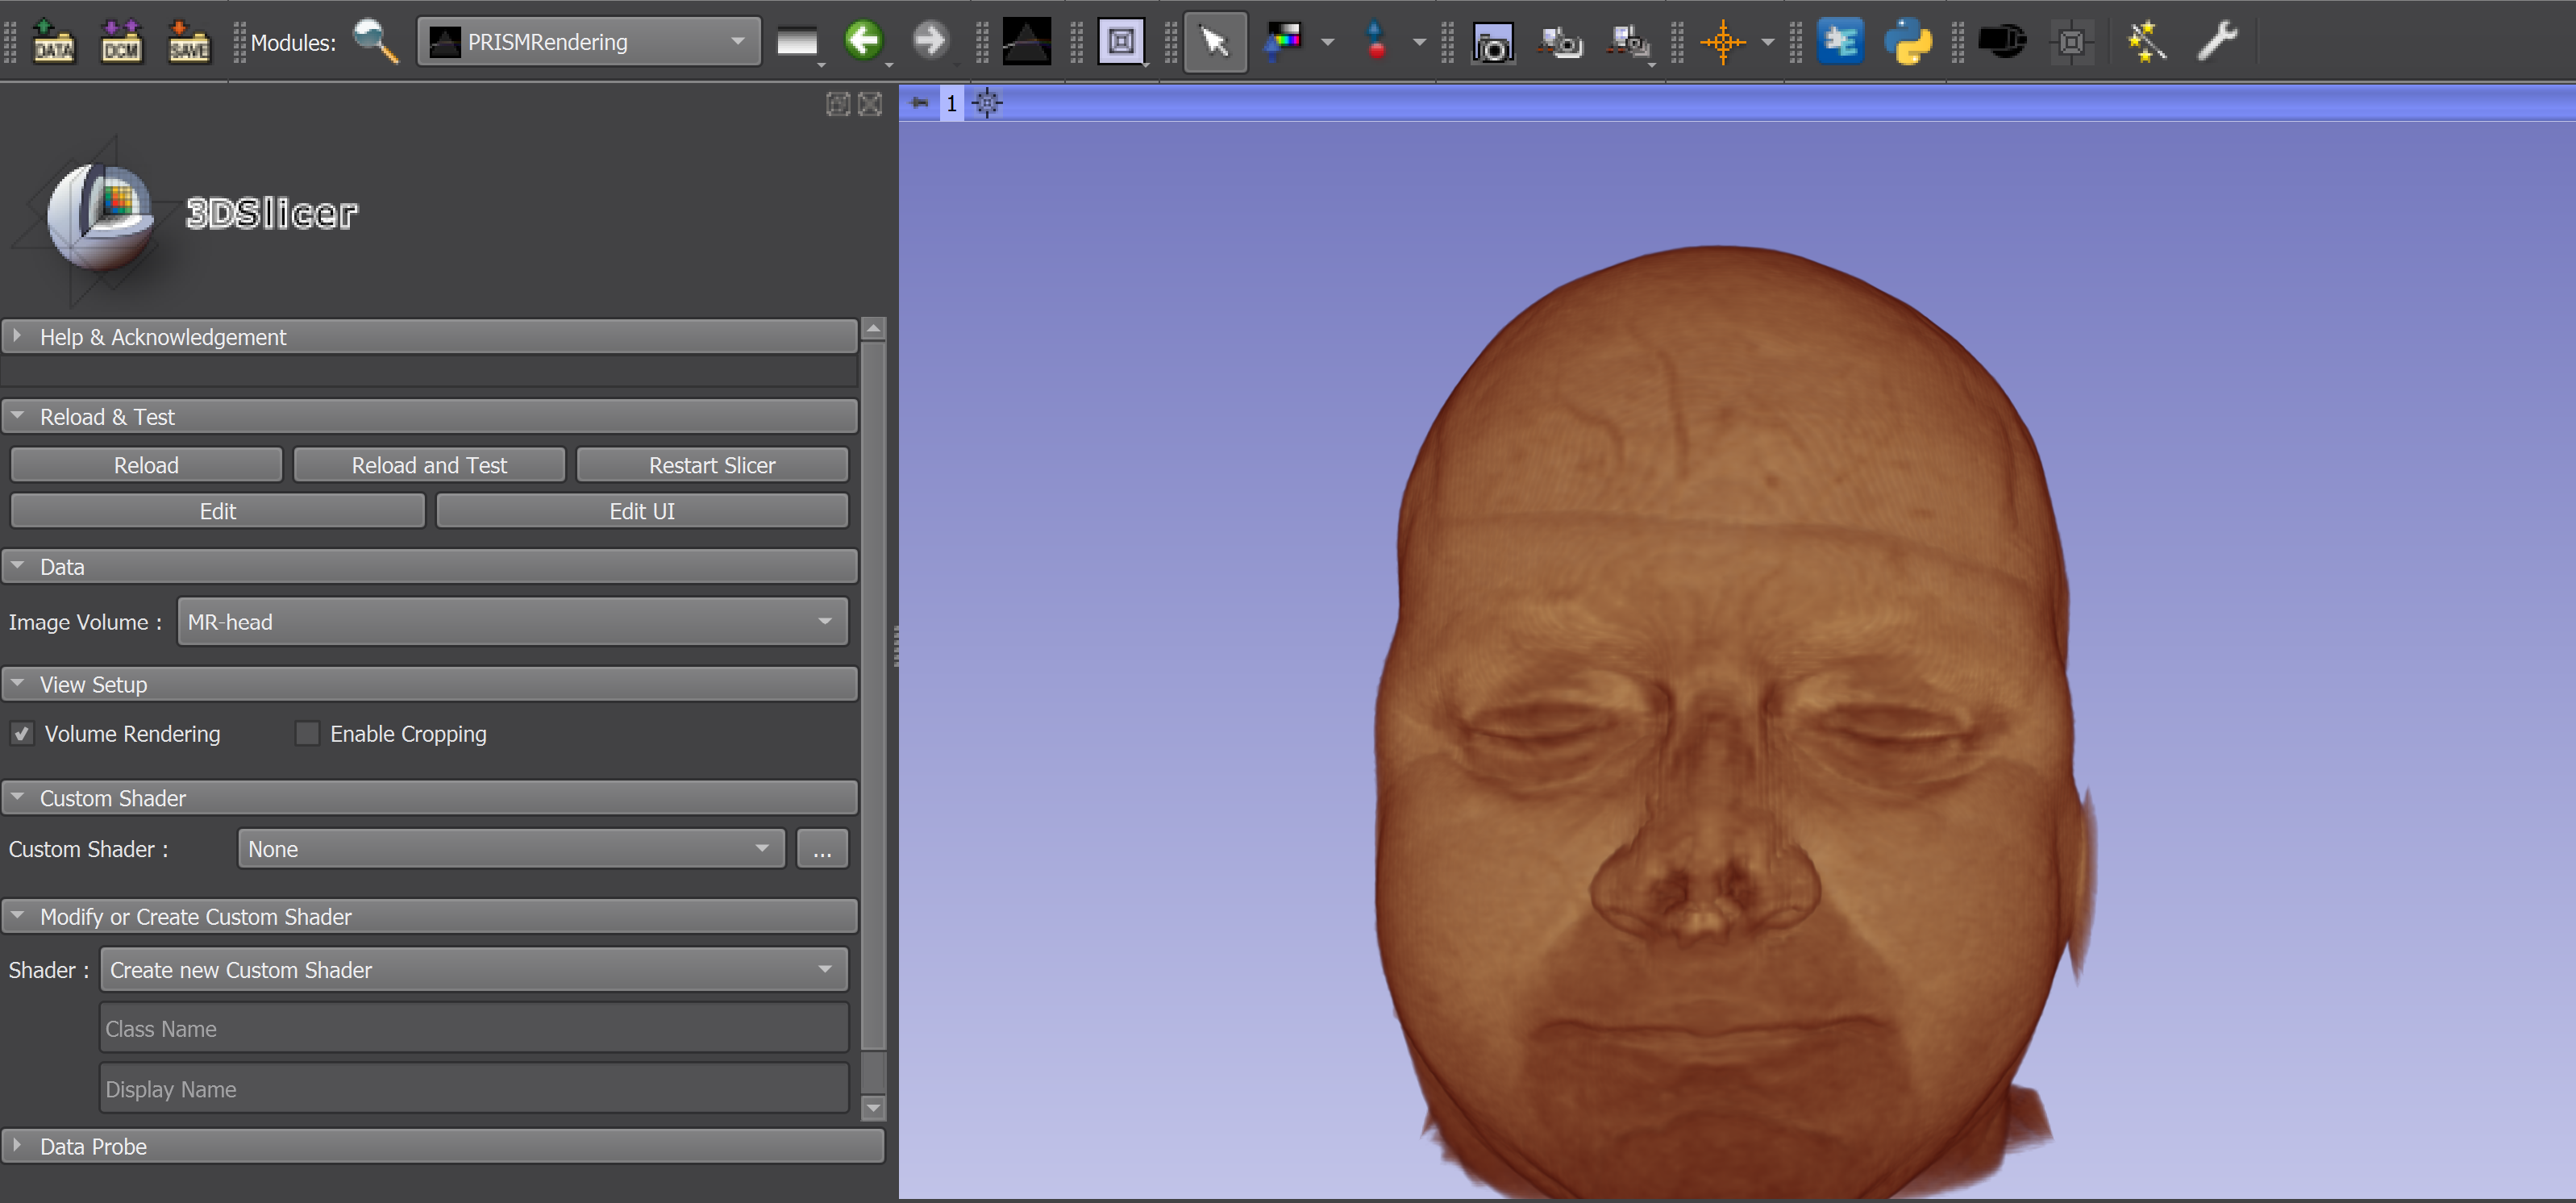 DATA DCM SAVE Modules: PRISMRendering
1
3DSlicer
Help & Acknowledgement
Reload & Test
Reload Reload and Test Restart Slicer
Edit Edit UI
Data
Image Volume : MR-head
View Setup
Volume Rendering Enable Cropping
Custom Shader
Custom Shader : None ...
Modify or Create Custom Shader
Shader : Create new Custom Shader
Class Name
Display Name
Data Probe